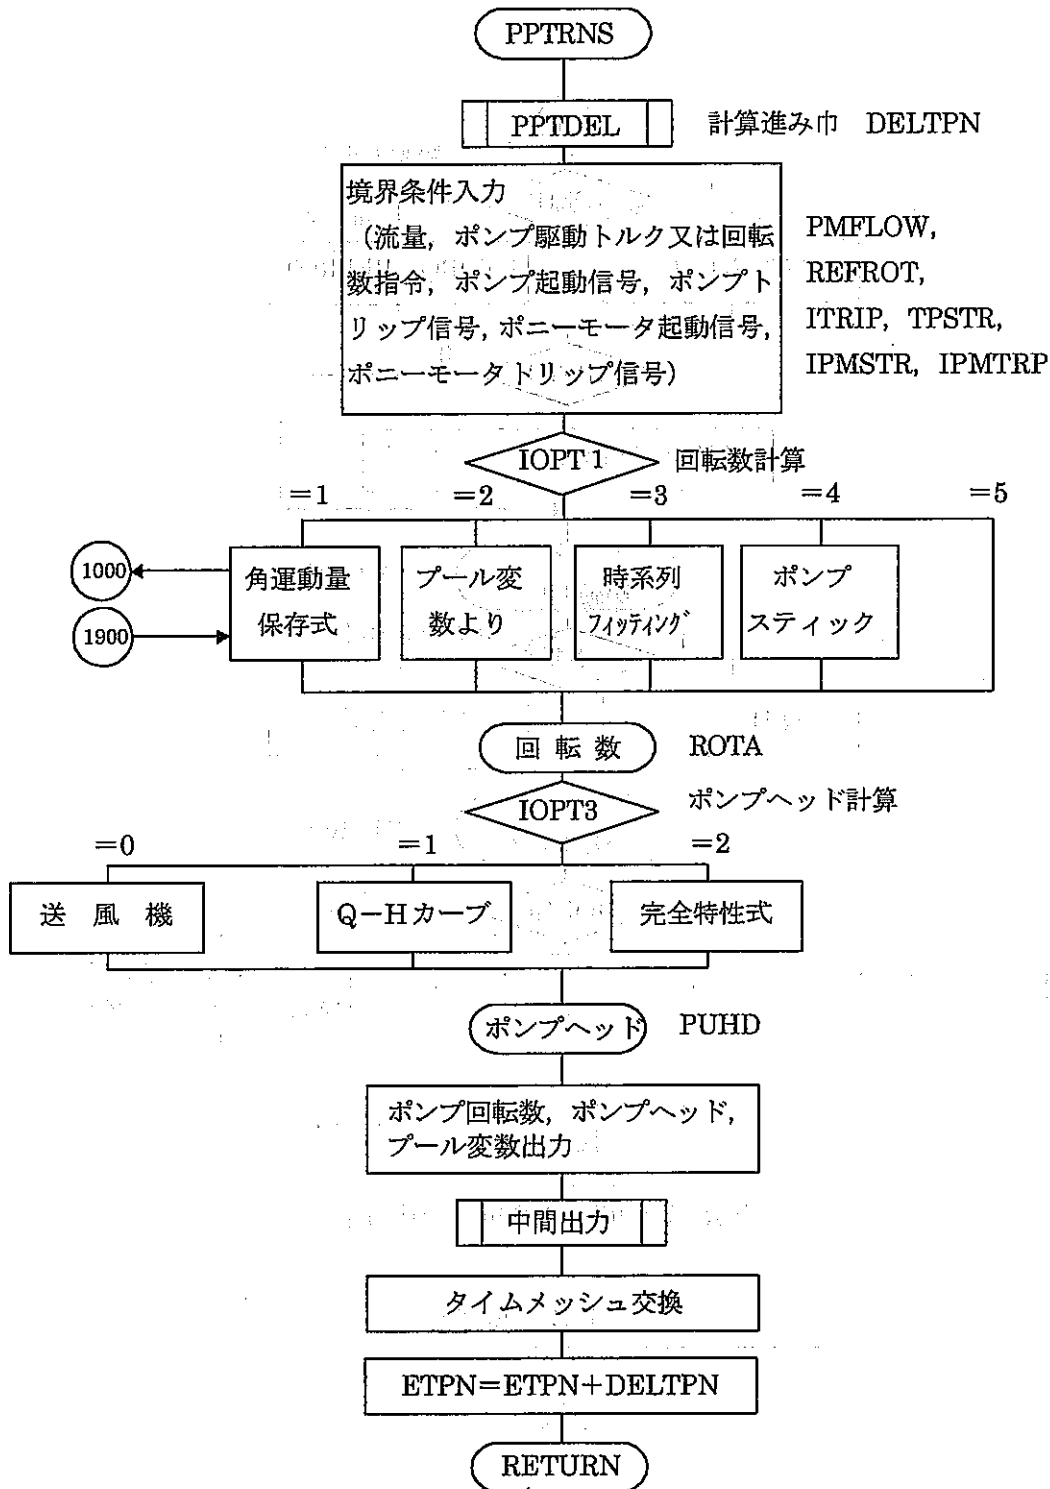 PPTRNS
PPTDEL
計算進み巾 DELTPN
境界条件入力
（流量，ポンプ駆動トルク又は回転
数指令，ポンプ起動信号，ポンプト
リップ信号，ポニーモータ起動信号，
ポニーモータトリップ信号）
PMFLOW,
REFROT,
ITRIP, TPSTR,
IPMSTR, IPMTRP
IOPT 1
回転数計算
＝1
＝2
＝3
＝4
＝5
1000
1900
角運動量
保存式
プール変
数より
時系列
フィッティング
ポンプ
スティック
回 転 数
ROTA
IOPT3
ポンプヘッド計算
＝0
＝1
＝2
送 風 機
Q－Hカーブ
完全特性式
ポンプヘッド
PUHD
ポンプ回転数，ポンプヘッド，
プール変数出力
中間出力
タイムメッシュ交換
ETPN＝ETPN＋DELTPN
RETURN